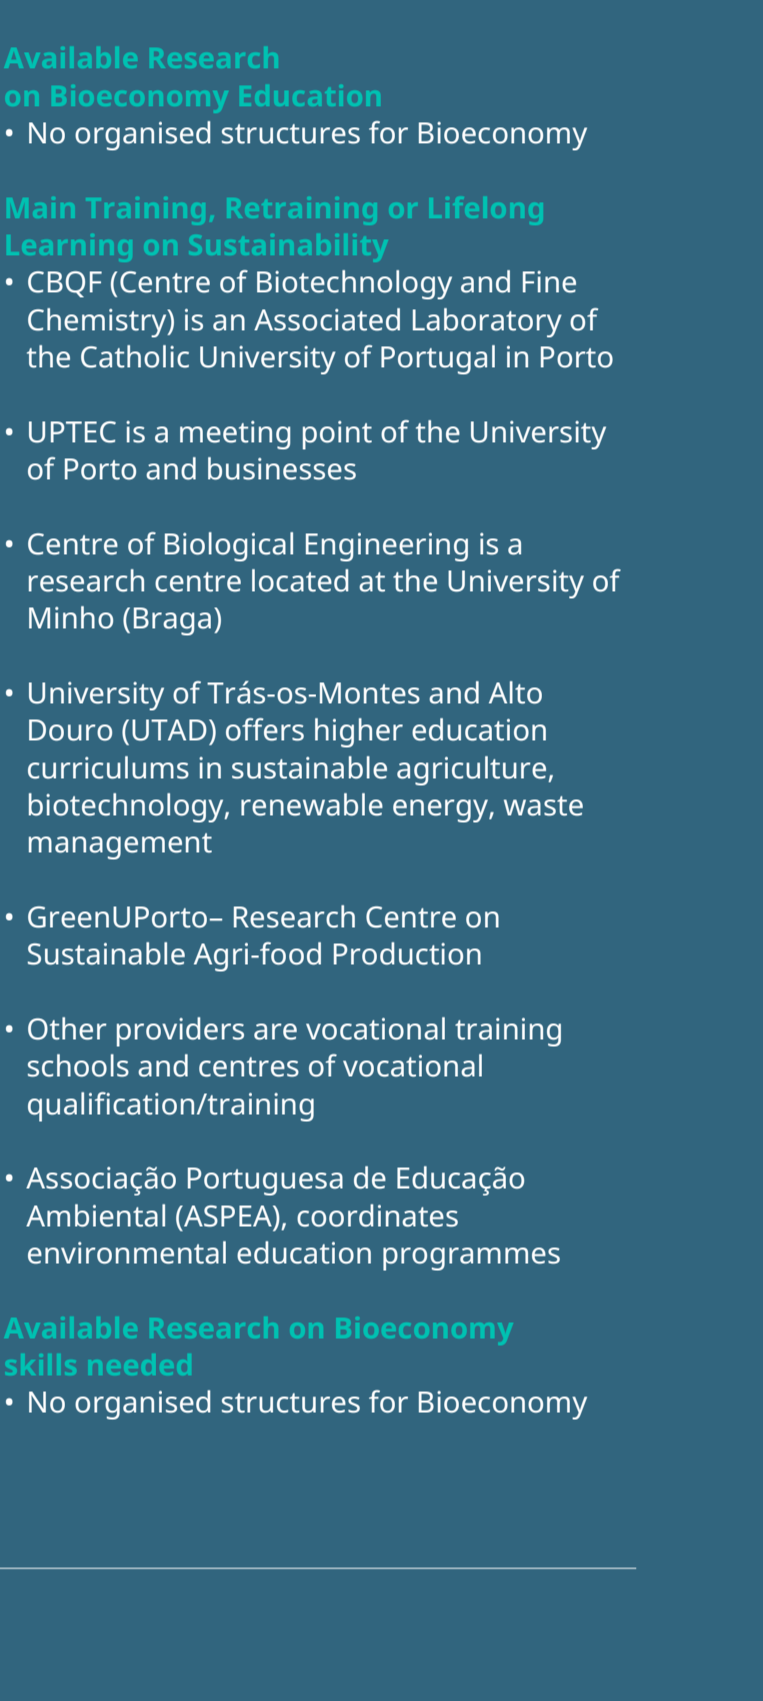 Available Research
on Bioeconomy Education
• No organised structures for Bioeconomy
Main Training, Retraining or Lifelong
Learning on Sustainability
• CBQF (Centre of Biotechnology and Fine
Chemistry) is an Associated Laboratory of
the Catholic University of Portugal in Porto
• UPTEC is a meeting point of the University
of Porto and businesses
• Centre of Biological Engineering is a
research centre located at the University of
Minho (Braga)
• University of Trás-os-Montes and Alto
Douro (UTAD) offers higher education
curriculums in sustainable agriculture,
biotechnology, renewable energy, waste
management
• GreenUPorto– Research Centre on
Sustainable Agri-food Production
• Other providers are vocational training
schools and centres of vocational
qualification/training
• Associação Portuguesa de Educação
Ambiental (ASPEA), coordinates
environmental education programmes
Available Research on Bioeconomy
skills needed
• No organised structures for Bioeconomy